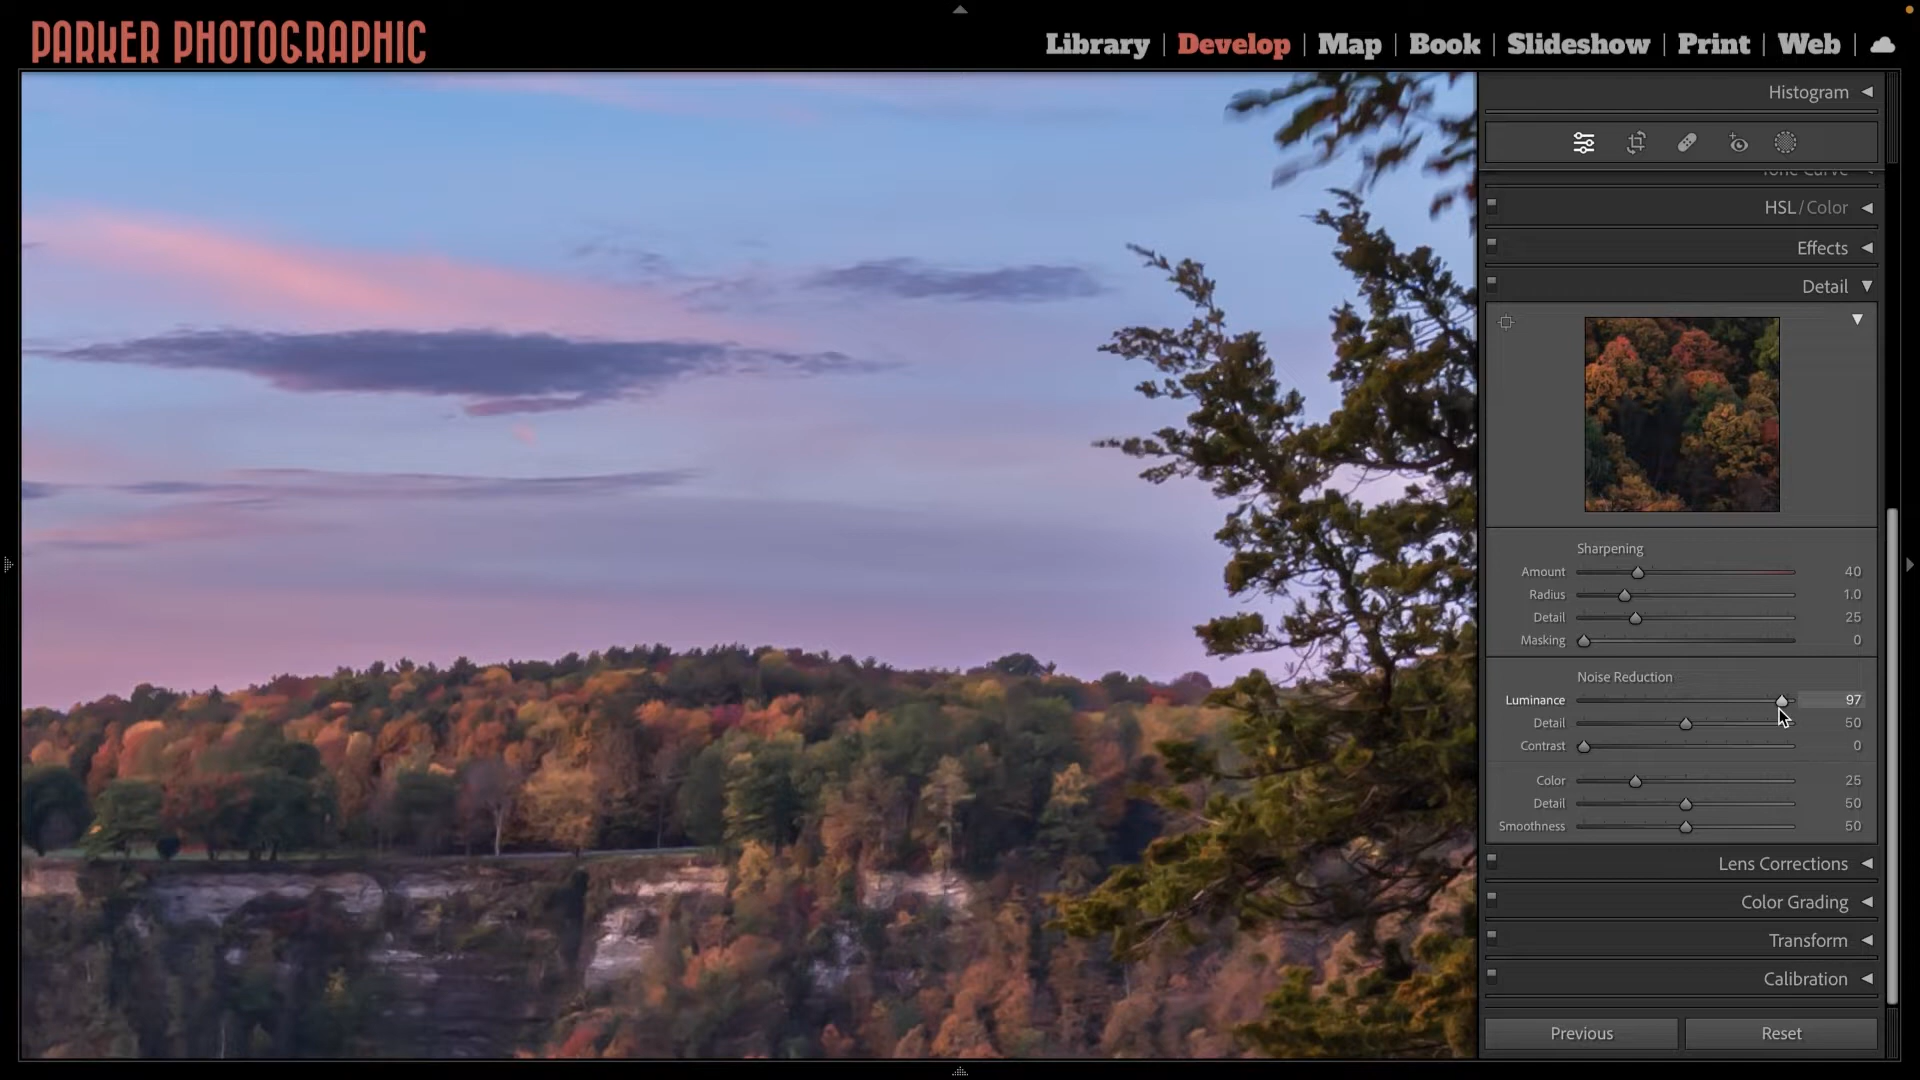 PARKER PHOTOGRAPHIC
Library | Develop | Map | Book | Slideshow | Print | Web |
Histogram
Tone Curve
HSL / Color
Effects
Detail
Sharpening
Amount 40
Radius 1.0
Detail 25
Masking 0
Noise Reduction
Luminance 97
Detail 50
Contrast 0
Color 25
Detail 50
Smoothness 50
Lens Corrections
Color Grading
Transform
Calibration
Previous Reset